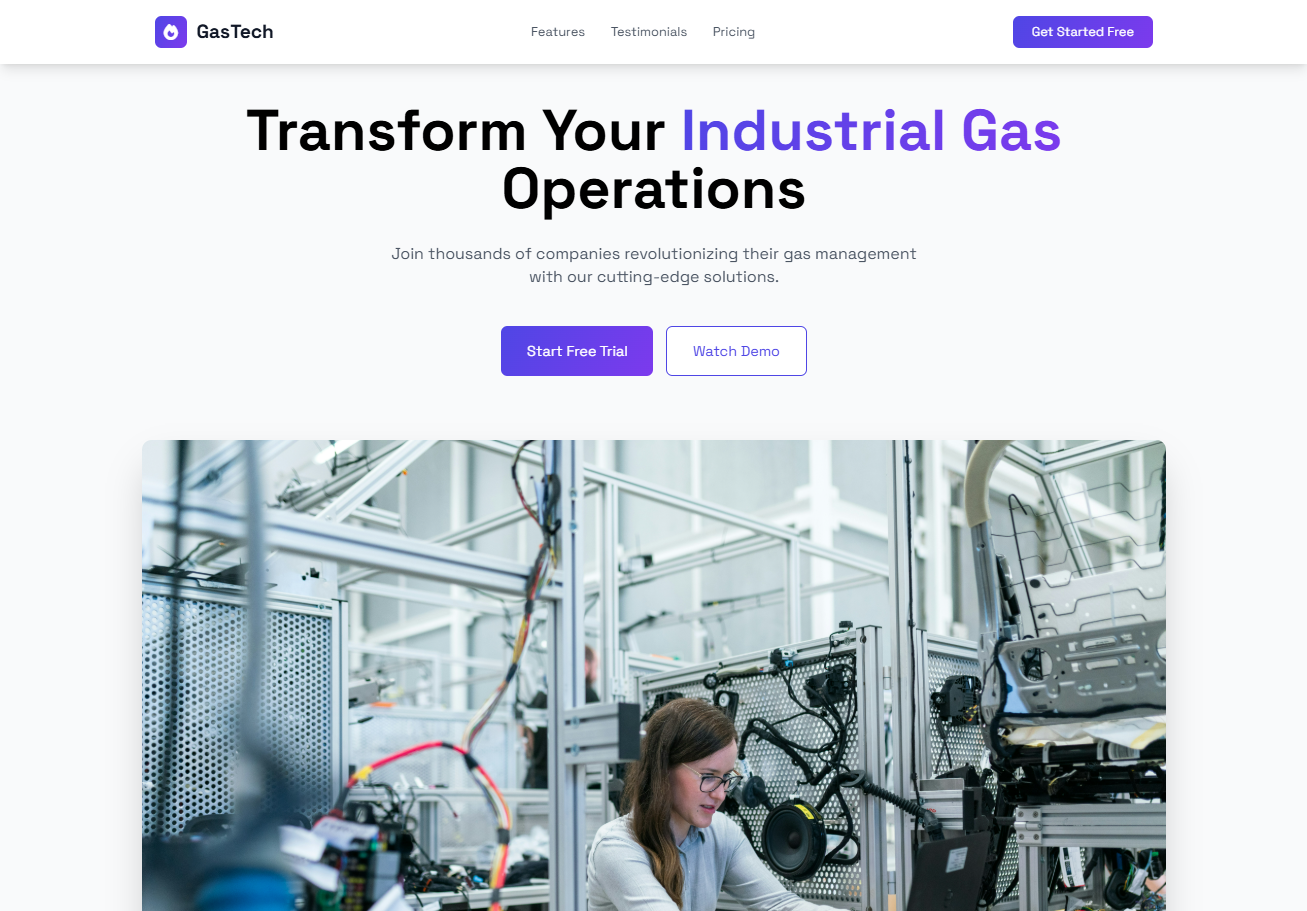 GasTech
Features
Testimonials
Pricing
Get Started Free
Transform Your Industrial Gas
Operations
Join thousands of companies revolutionizing their gas management
with our cutting-edge solutions.
Start Free Trial
Watch Demo